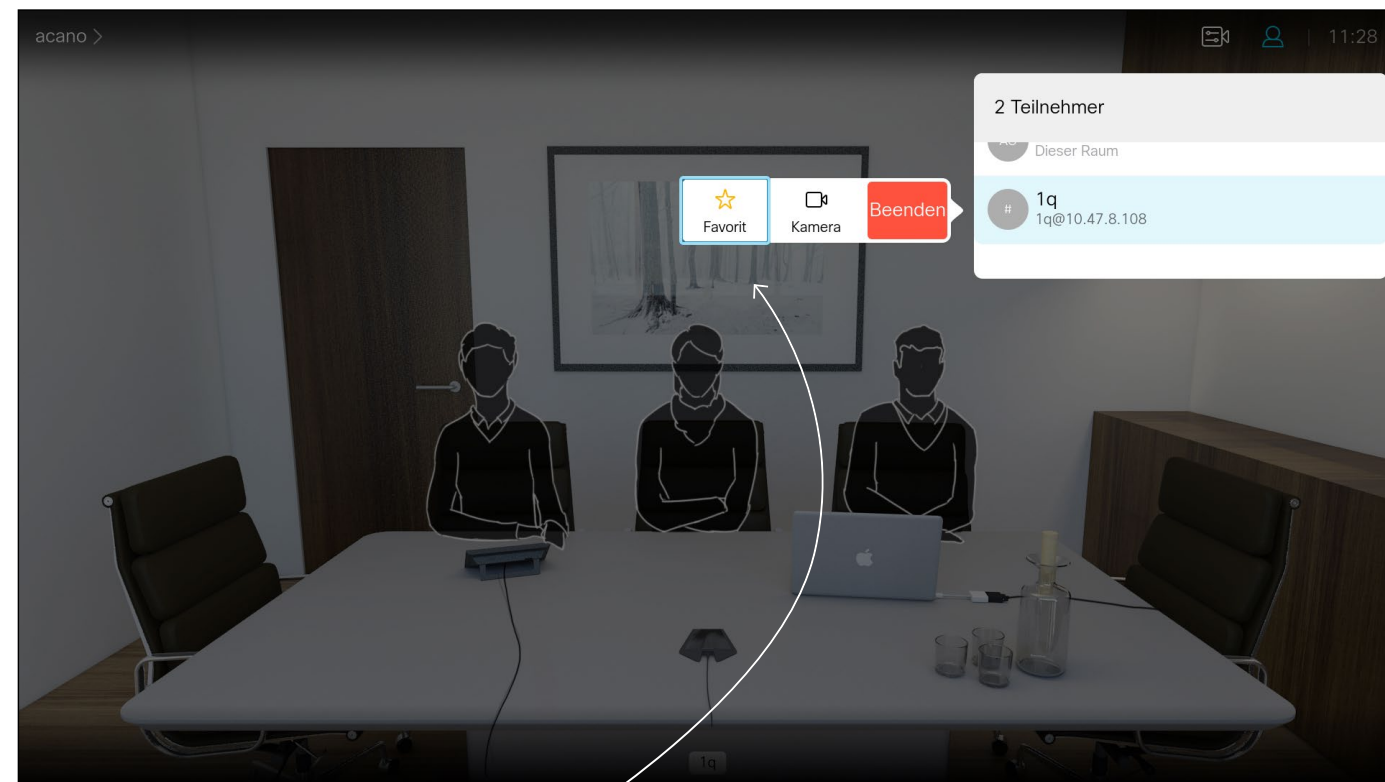 acano >
11:28
2 Teilnehmer
Dieser Raum
Favorit
Kamera
Beenden
#
1q
1q@10.47.8.108
1q